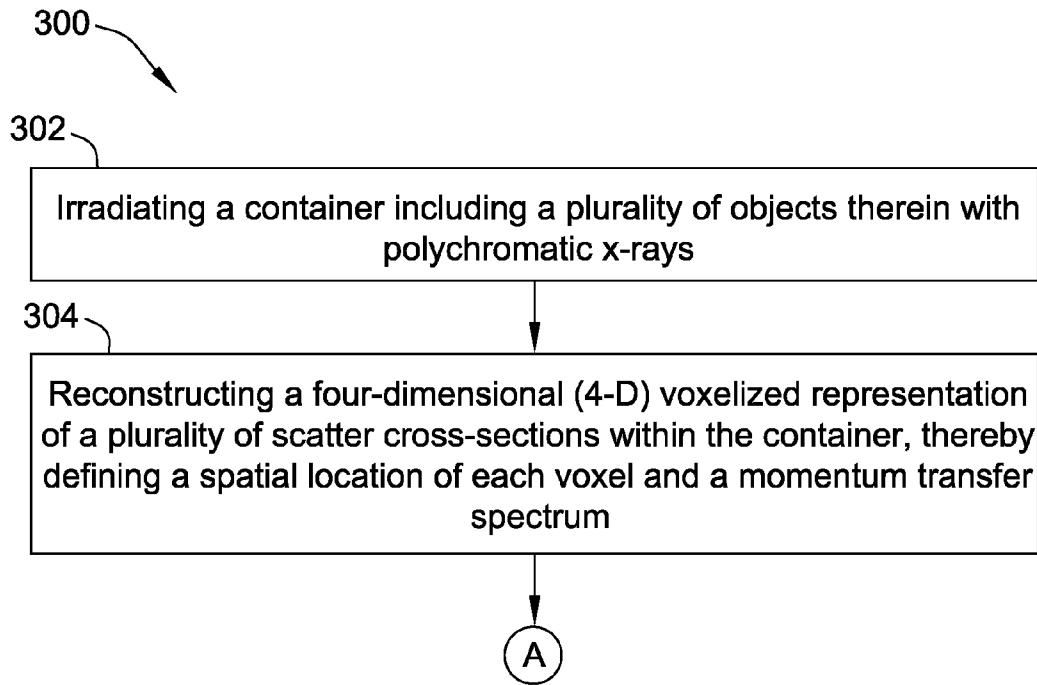 300
302
Irradiating a container including a plurality of objects therein with
polychromatic x-rays
304
Reconstructing a four-dimensional (4-D) voxelized representation
of a plurality of scatter cross-sections within the container, thereby
defining a spatial location of each voxel and a momentum transfer
spectrum
A